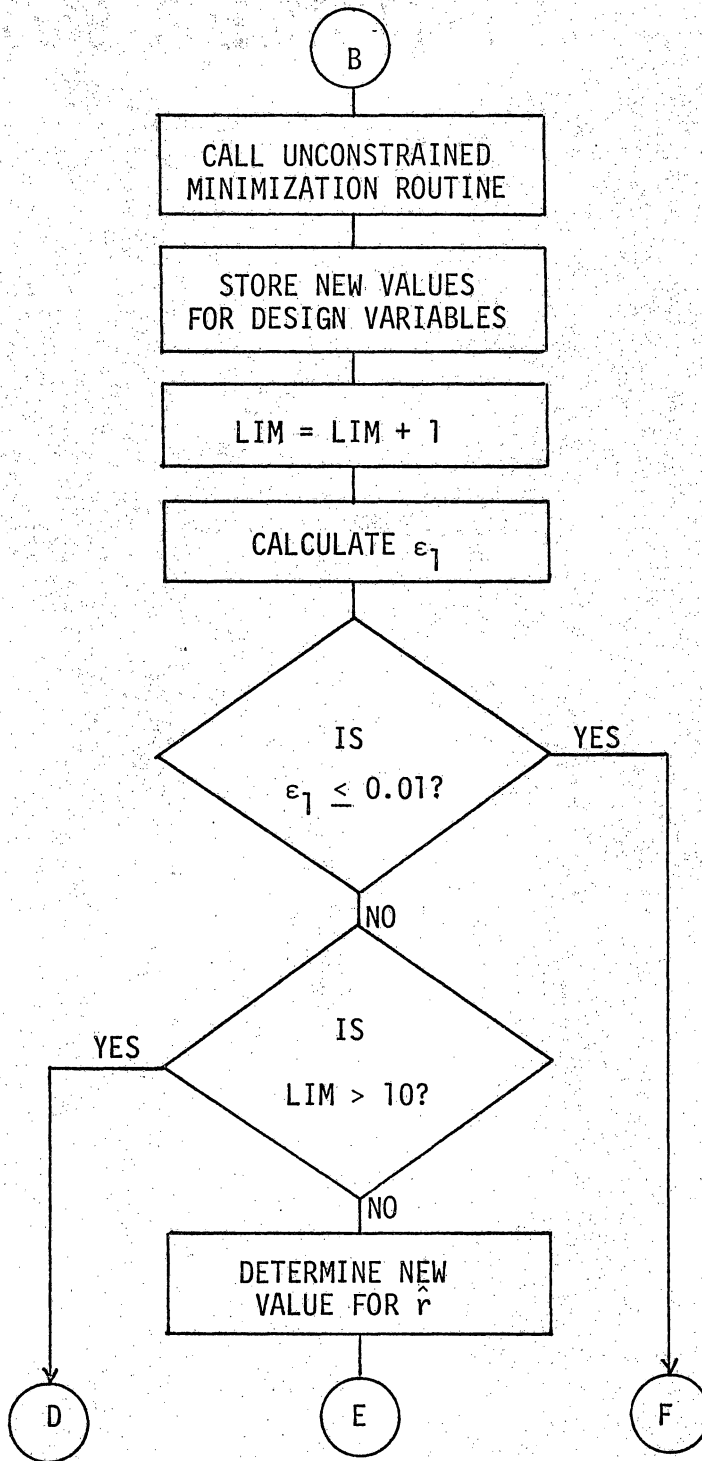 B
CALL UNCONSTRAINED
MINIMIZATION ROUTINE
STORE NEW VALUES
FOR DESIGN VARIABLES
LIM = LIM + 1
CALCULATE ε₁
IS
ε₁ ≤ 0.01?
YES
NO
IS
LIM > 10?
YES
NO
DETERMINE NEW
VALUE FOR r̂
D
E
F